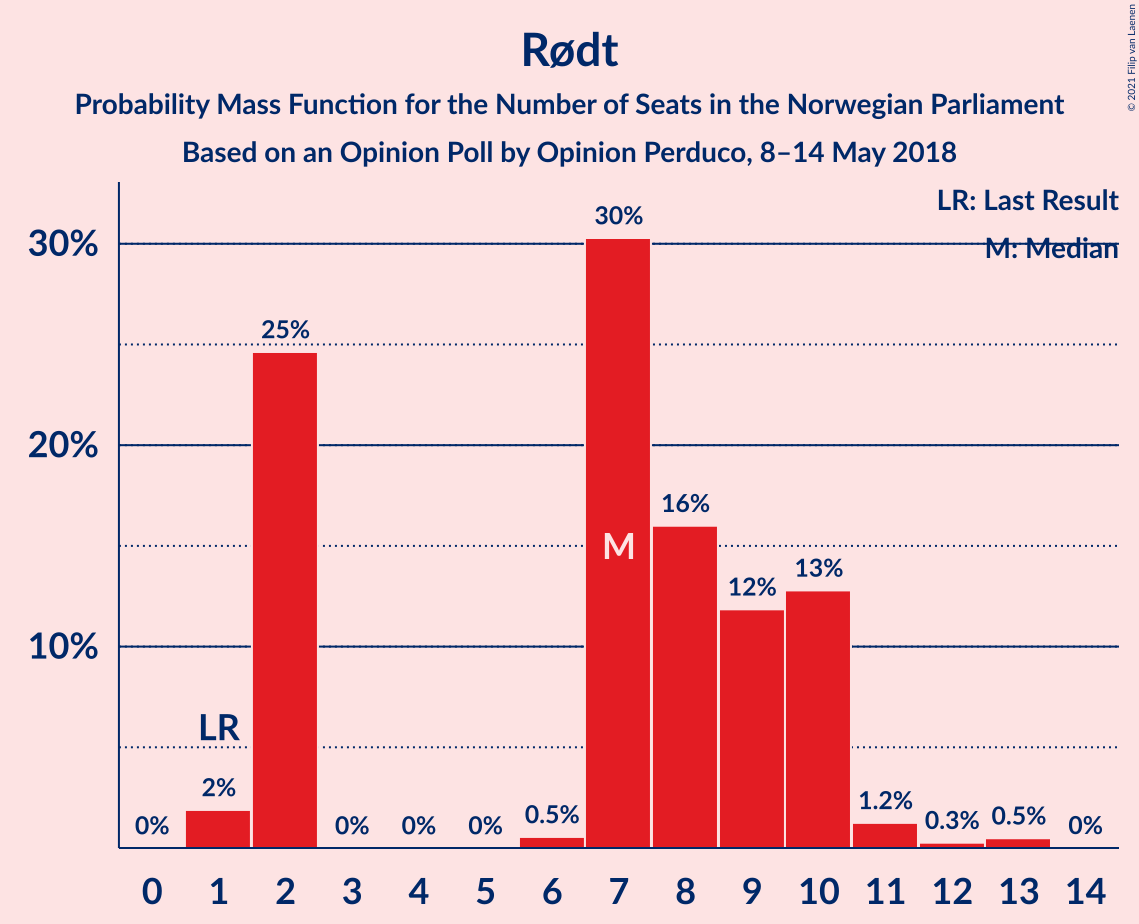 Rødt
Probability Mass Function for the Number of Seats in the Norwegian Parliament
Based on an Opinion Poll by Opinion Perduco, 8–14 May 2018
© 2021 Filip van Laenen
LR: Last Result
M: Median
30%
20%
10%
0%
LR
2%
25%
0%
0%
0%
0.5%
30%
M
16%
12%
13%
1.2%
0.3%
0.5%
0%
0 1 2 3 4 5 6 7 8 9 10 11 12 13 14